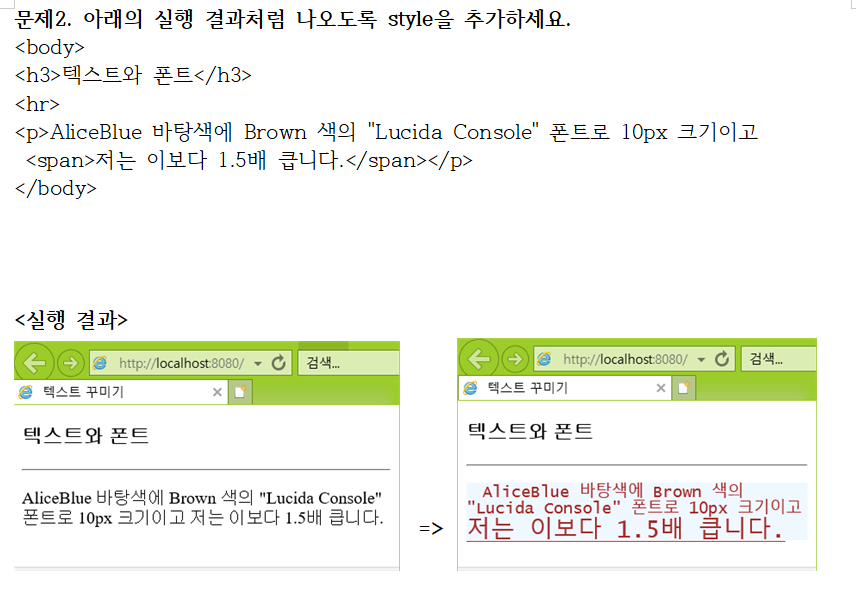 문제2. 아래의 실행 결과처럼 나오도록 style을 추가하세요.
<body>
<h3>텍스트와 폰트</h3>
<hr>
<p>AliceBlue 바탕색에 Brown 색의 "Lucida Console" 폰트로 10px 크기이고
<span>저는 이보다 1.5배 큽니다.</span></p>
</body>
<실행 결과>
http://localhost:8080/ 검색...
텍스트 꾸미기
텍스트와 폰트
AliceBlue 바탕색에 Brown 색의 "Lucida Console"
폰트로 10px 크기이고 저는 이보다 1.5배 큽니다.
=>
http://localhost:8080/ 검색...
텍스트 꾸미기
텍스트와 폰트
AliceBlue 바탕색에 Brown 색의
"Lucida Console" 폰트로 10px 크기이고
저는 이보다 1.5배 큽니다.